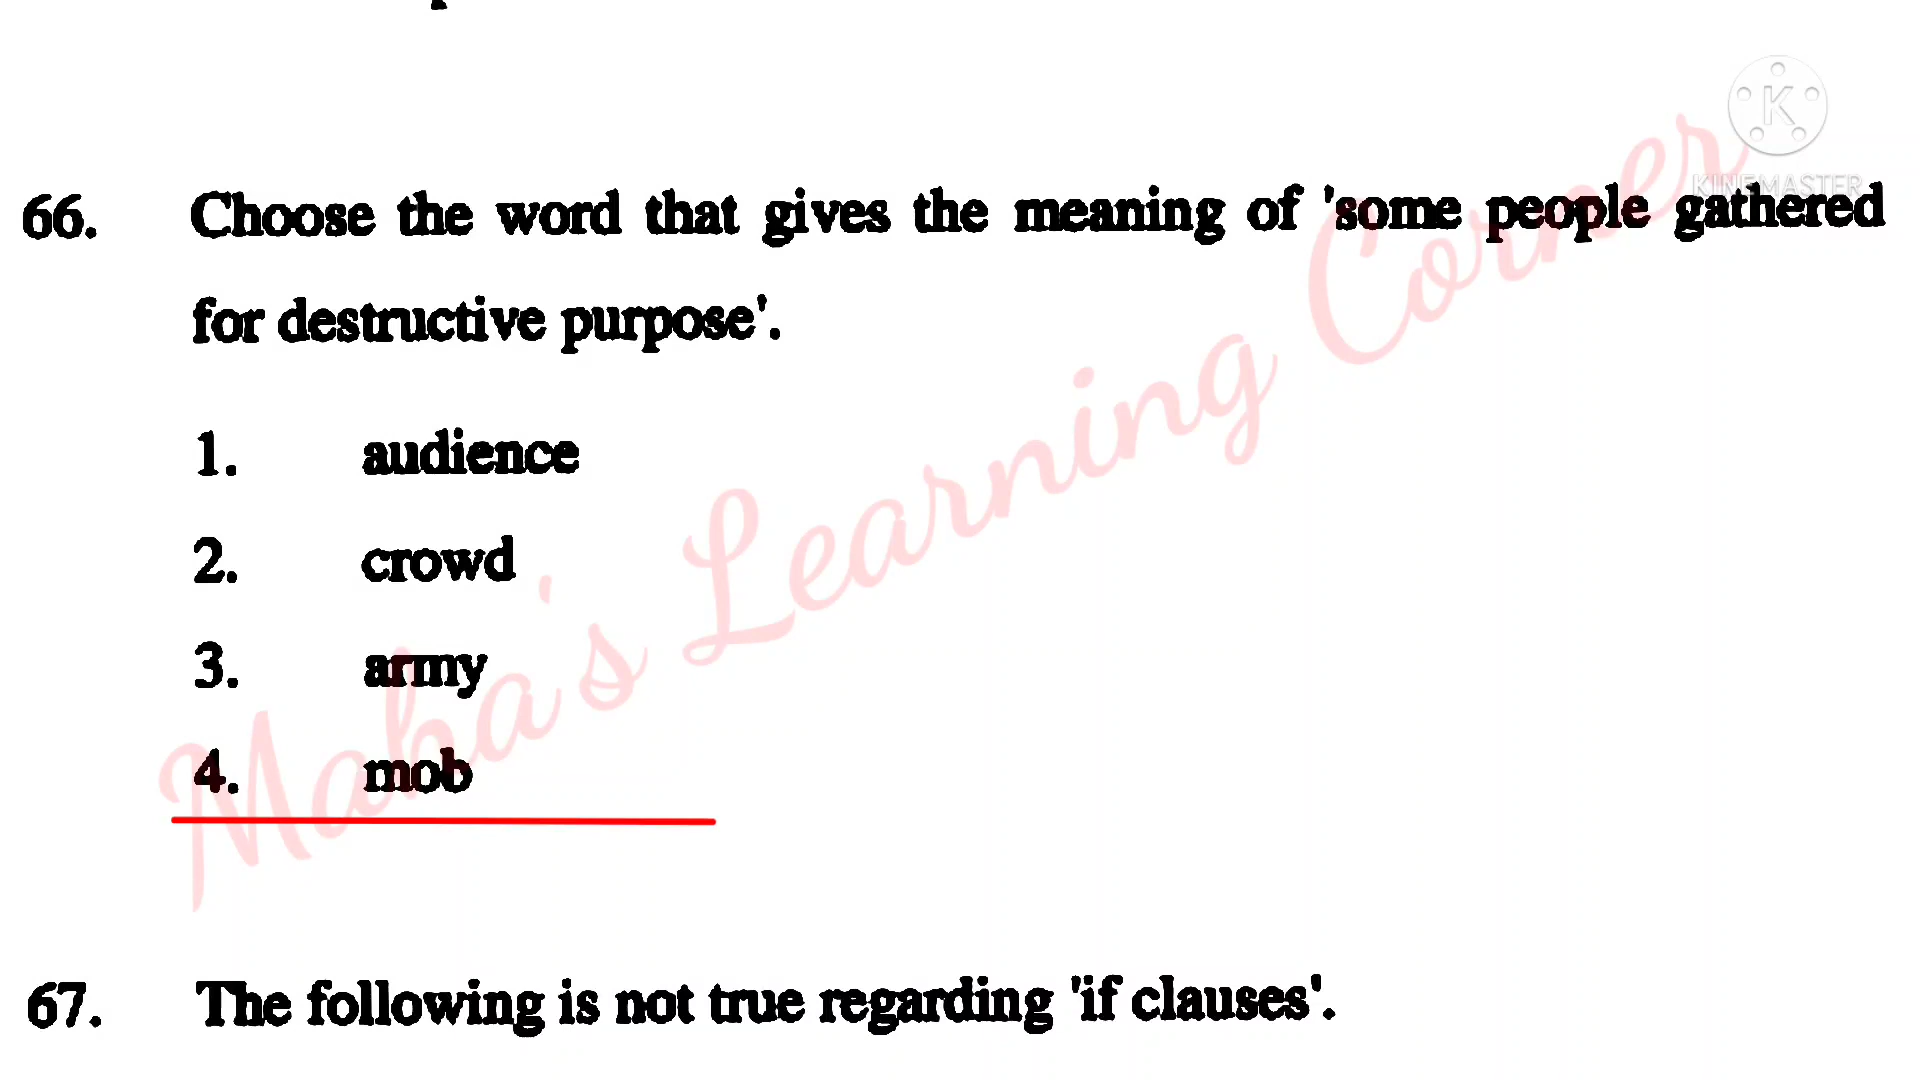 KINEMASTER
66. Choose the word that gives the meaning of 'some people gathered
for destructive purpose'.
1. audience
2. crowd
3. army
4. mob
Maha's Learning Corner
67. The following is not true regarding 'if clauses'.